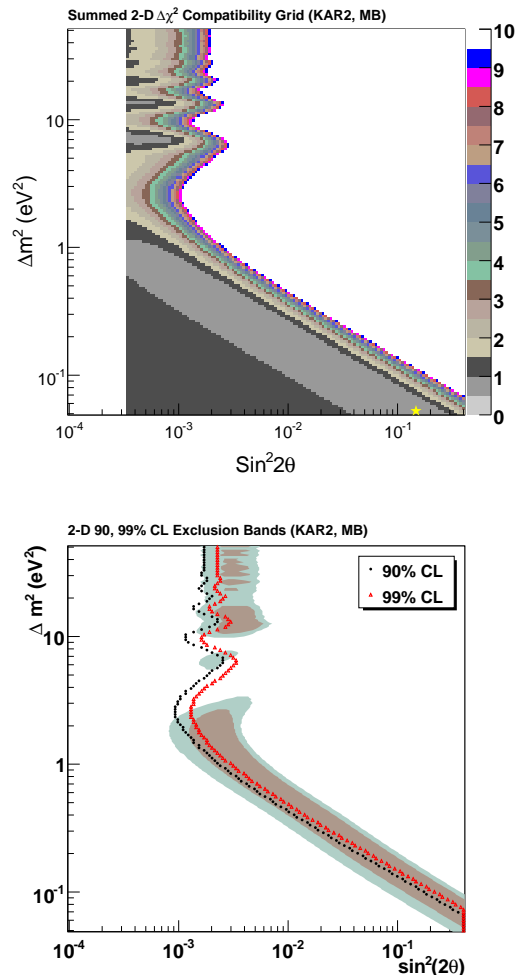 Summed 2-D Δχ² Compatibility Grid (KAR2, MB)
Δm² (eV²)
10
1
10⁻¹
10⁻⁴ 10⁻³ 10⁻² 10⁻¹
Sin²2θ
10
9
8
7
6
5
4
3
2
1
0
2-D 90, 99% CL Exclusion Bands (KAR2, MB)
Δ m² (eV²)
90% CL
99% CL
10
1
10⁻¹
10⁻⁴ 10⁻³ 10⁻² 10⁻¹
sin²(2θ)